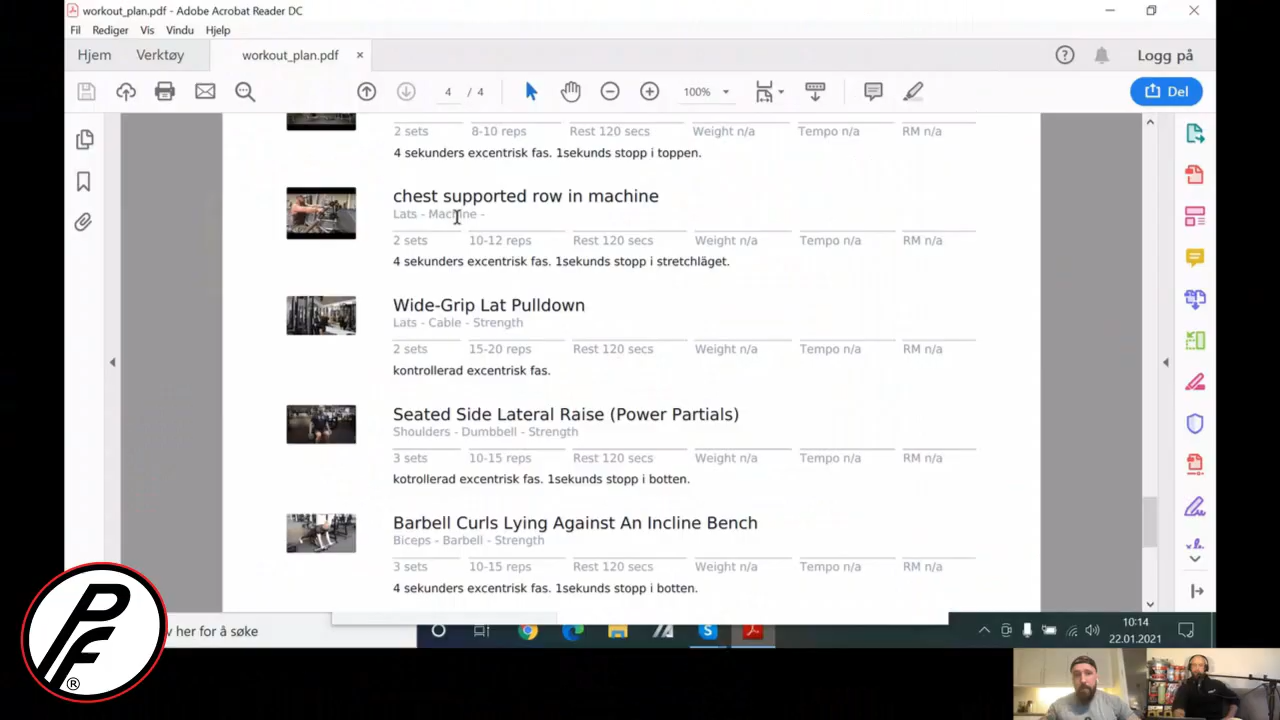 workout_plan.pdf - Adobe Acrobat Reader DC
Fil Rediger Vis Vindu Hjelp
Hjem Verktøy workout_plan.pdf × Logg på
4 / 4 100% Del
2 sets 8-10 reps Rest 120 secs Weight n/a Tempo n/a RM n/a
4 sekunders excentrisk fas. 1sekunds stopp i toppen.
chest supported row in machine
Lats - Machine -
2 sets 10-12 reps Rest 120 secs Weight n/a Tempo n/a RM n/a
4 sekunders excentrisk fas. 1sekunds stopp i stretchläget.
Wide-Grip Lat Pulldown
Lats - Cable - Strength
2 sets 15-20 reps Rest 120 secs Weight n/a Tempo n/a RM n/a
kontrollerad excentrisk fas.
Seated Side Lateral Raise (Power Partials)
Shoulders - Dumbbell - Strength
3 sets 10-15 reps Rest 120 secs Weight n/a Tempo n/a RM n/a
kotrollerad excentrisk fas. 1sekunds stopp i botten.
Barbell Curls Lying Against An Incline Bench
Biceps - Barbell - Strength
3 sets 10-15 reps Rest 120 secs Weight n/a Tempo n/a RM n/a
4 sekunders excentrisk fas. 1sekunds stopp i botten.
PF
®
v her for å søke
10:14
22.01.2021